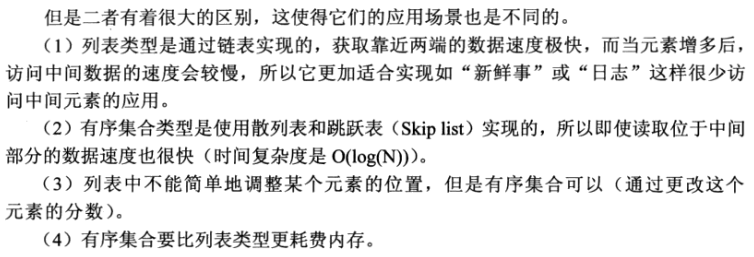 但是二者有着很大的区别，这使得它们的应用场景也是不同的。
（1）列表类型是通过链表实现的，获取靠近两端的数据速度极快，而当元素增多后，
访问中间数据的速度会较慢，所以它更加适合实现如“新鲜事”或“日志”这样很少访
问中间元素的应用。
（2）有序集合类型是使用散列表和跳跃表（Skip list）实现的，所以即使读取位于中间
部分的数据速度也很快（时间复杂度是 O(log(N))）。
（3）列表中不能简单地调整某个元素的位置，但是有序集合可以（通过更改这个
元素的分数）。
（4）有序集合要比列表类型更耗费内存。